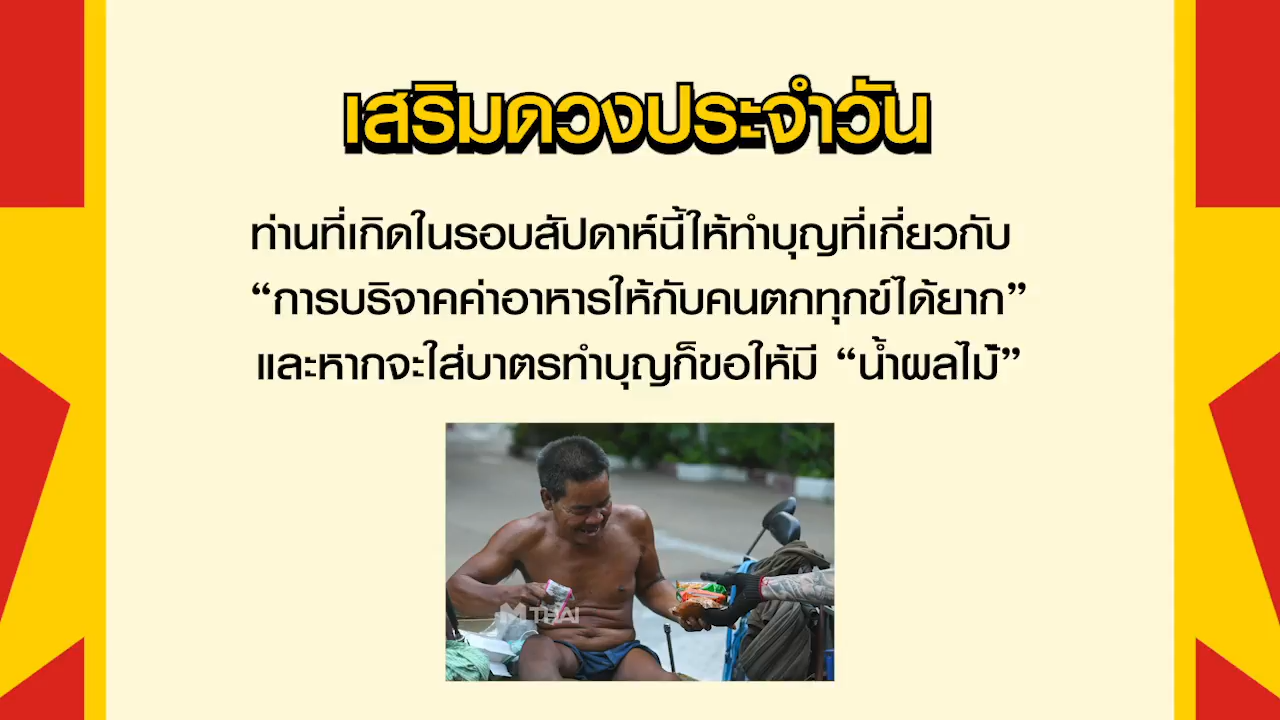 เสริมดวงประจำวัน
ท่านที่เกิดในรอบสัปดาห์นี้ให้ทำบุญที่เกี่ยวกับ
“การบริจาคค่าอาหารให้กับคนตกทุกข์ได้ยาก”
และหากจะใส่บาตรทำบุญก็ขอให้มี “น้ำผลไม้”
M THAI